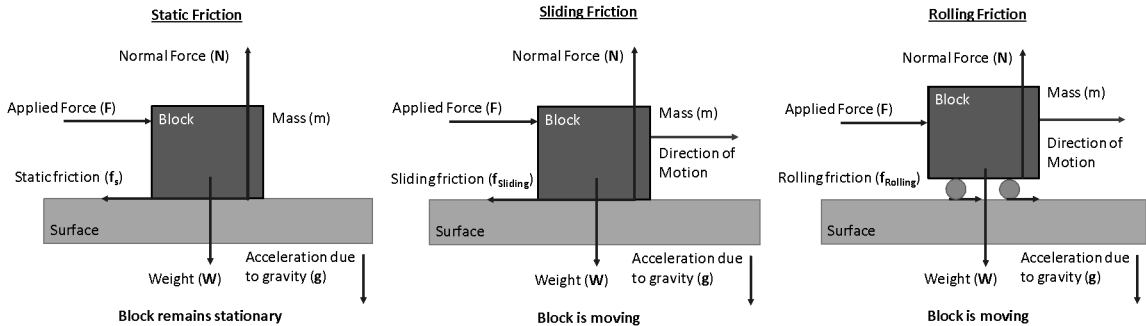 Static Friction
Normal Force (N)
Applied Force (F)
Block
Mass (m)
Static friction (fs)
Surface
Weight (W)
Acceleration due
to gravity (g)
Block remains stationary
Sliding Friction
Normal Force (N)
Applied Force (F)
Block
Mass (m)
Direction of
Motion
Sliding friction (fSliding)
Surface
Weight (W)
Acceleration due
to gravity (g)
Block is moving
Rolling Friction
Normal Force (N)
Applied Force (F)
Block
Mass (m)
Direction of
Motion
Rolling friction (fRolling)
Surface
Weight (W)
Acceleration due
to gravity (g)
Block is moving